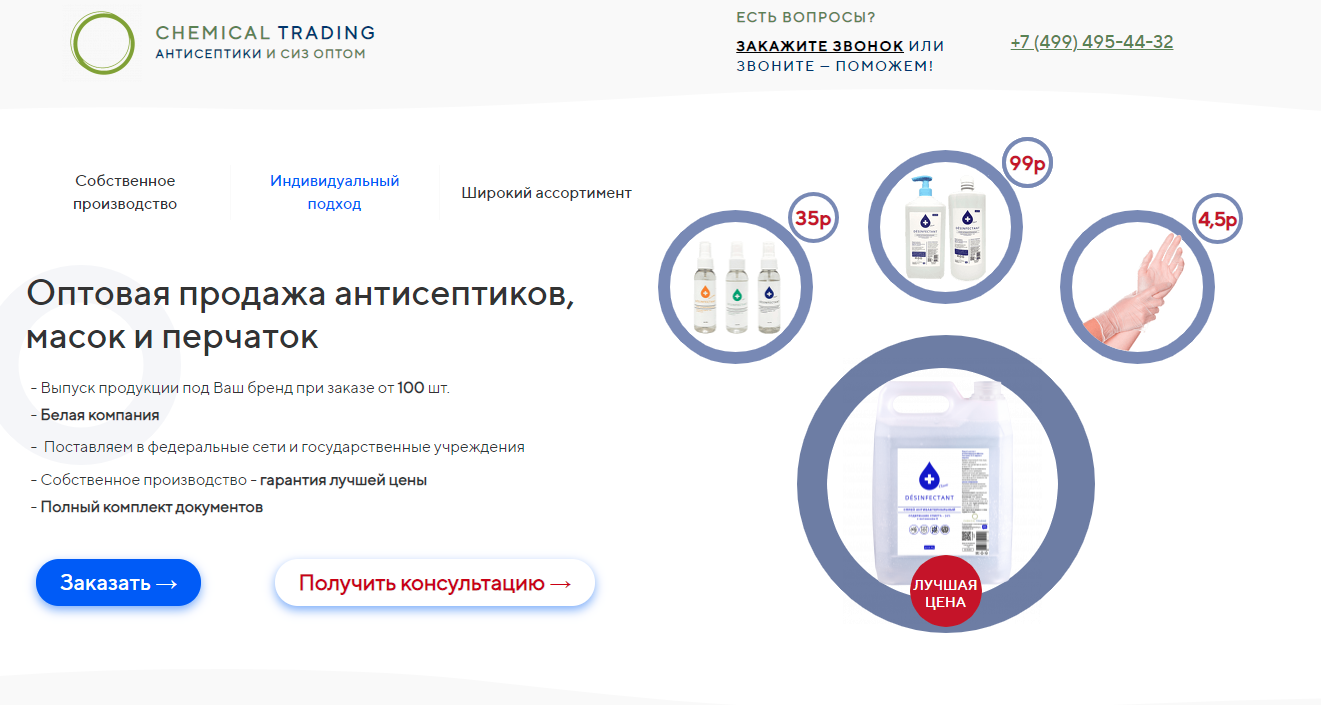 CHEMICAL TRADING
АНТИСЕПТИКИ И СИЗ ОПТОМ
ЕСТЬ ВОПРОСЫ?
ЗАКАЖИТЕ ЗВОНОК ИЛИ
ЗВОНИТЕ – ПОМОЖЕМ!
+7 (499) 495-44-32
Собственное
производство
Индивидуальный
подход
Широкий ассортимент
35р
99р
4,5р
Оптовая продажа антисептиков,
масок и перчаток
- Выпуск продукции под Ваш бренд при заказе от 100 шт.
- Белая компания
- Поставляем в федеральные сети и государственные учреждения
- Собственное производство - гарантия лучшей цены
- Полный комплект документов
Заказать →
Получить консультацию →
DÉSINFECTANT
DÉSINFECTANT
DÉSINFECTANT
ЛУЧШАЯ
ЦЕНА